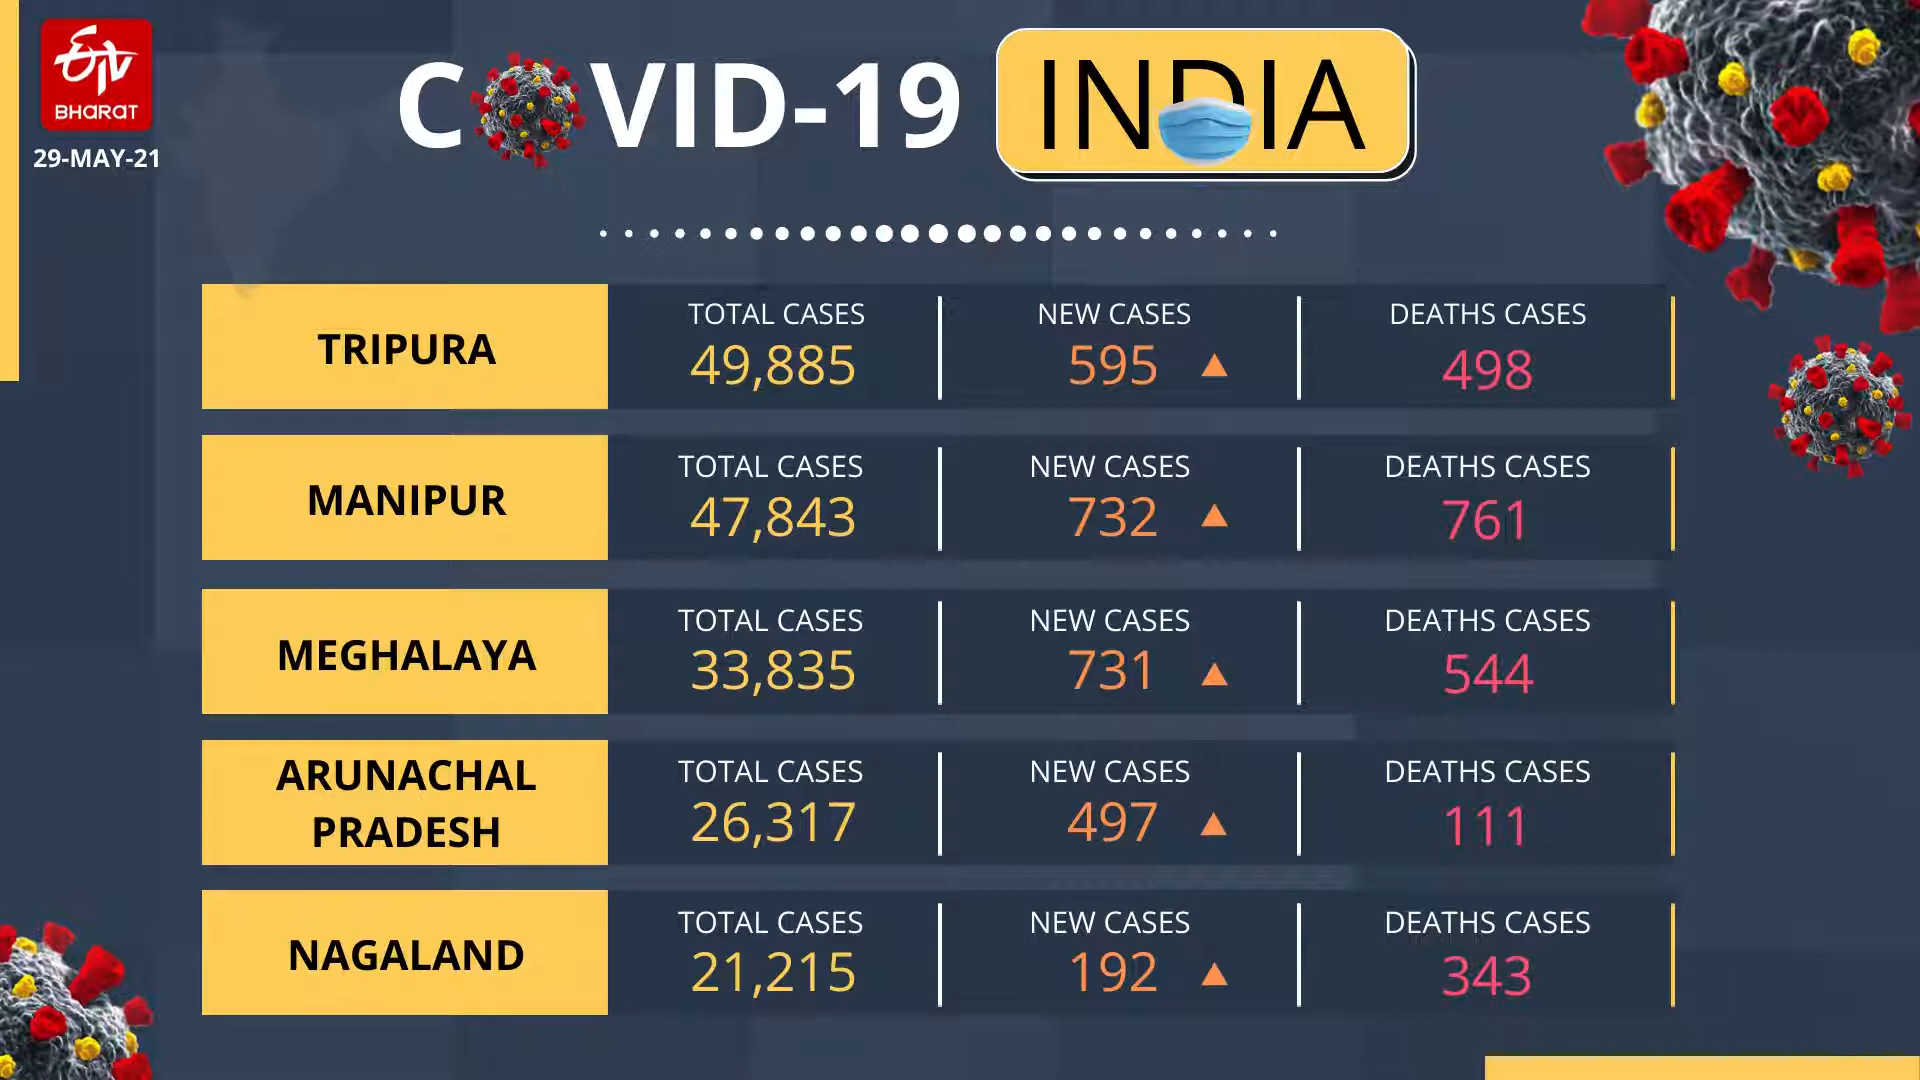 ETV
BHARAT
29-MAY-21
COVID-19 INDIA
TRIPURA
TOTAL CASES
49,885
NEW CASES
595
DEATHS CASES
498
MANIPUR
TOTAL CASES
47,843
NEW CASES
732
DEATHS CASES
761
MEGHALAYA
TOTAL CASES
33,835
NEW CASES
731
DEATHS CASES
544
ARUNACHAL
PRADESH
TOTAL CASES
26,317
NEW CASES
497
DEATHS CASES
111
NAGALAND
TOTAL CASES
21,215
NEW CASES
192
DEATHS CASES
343